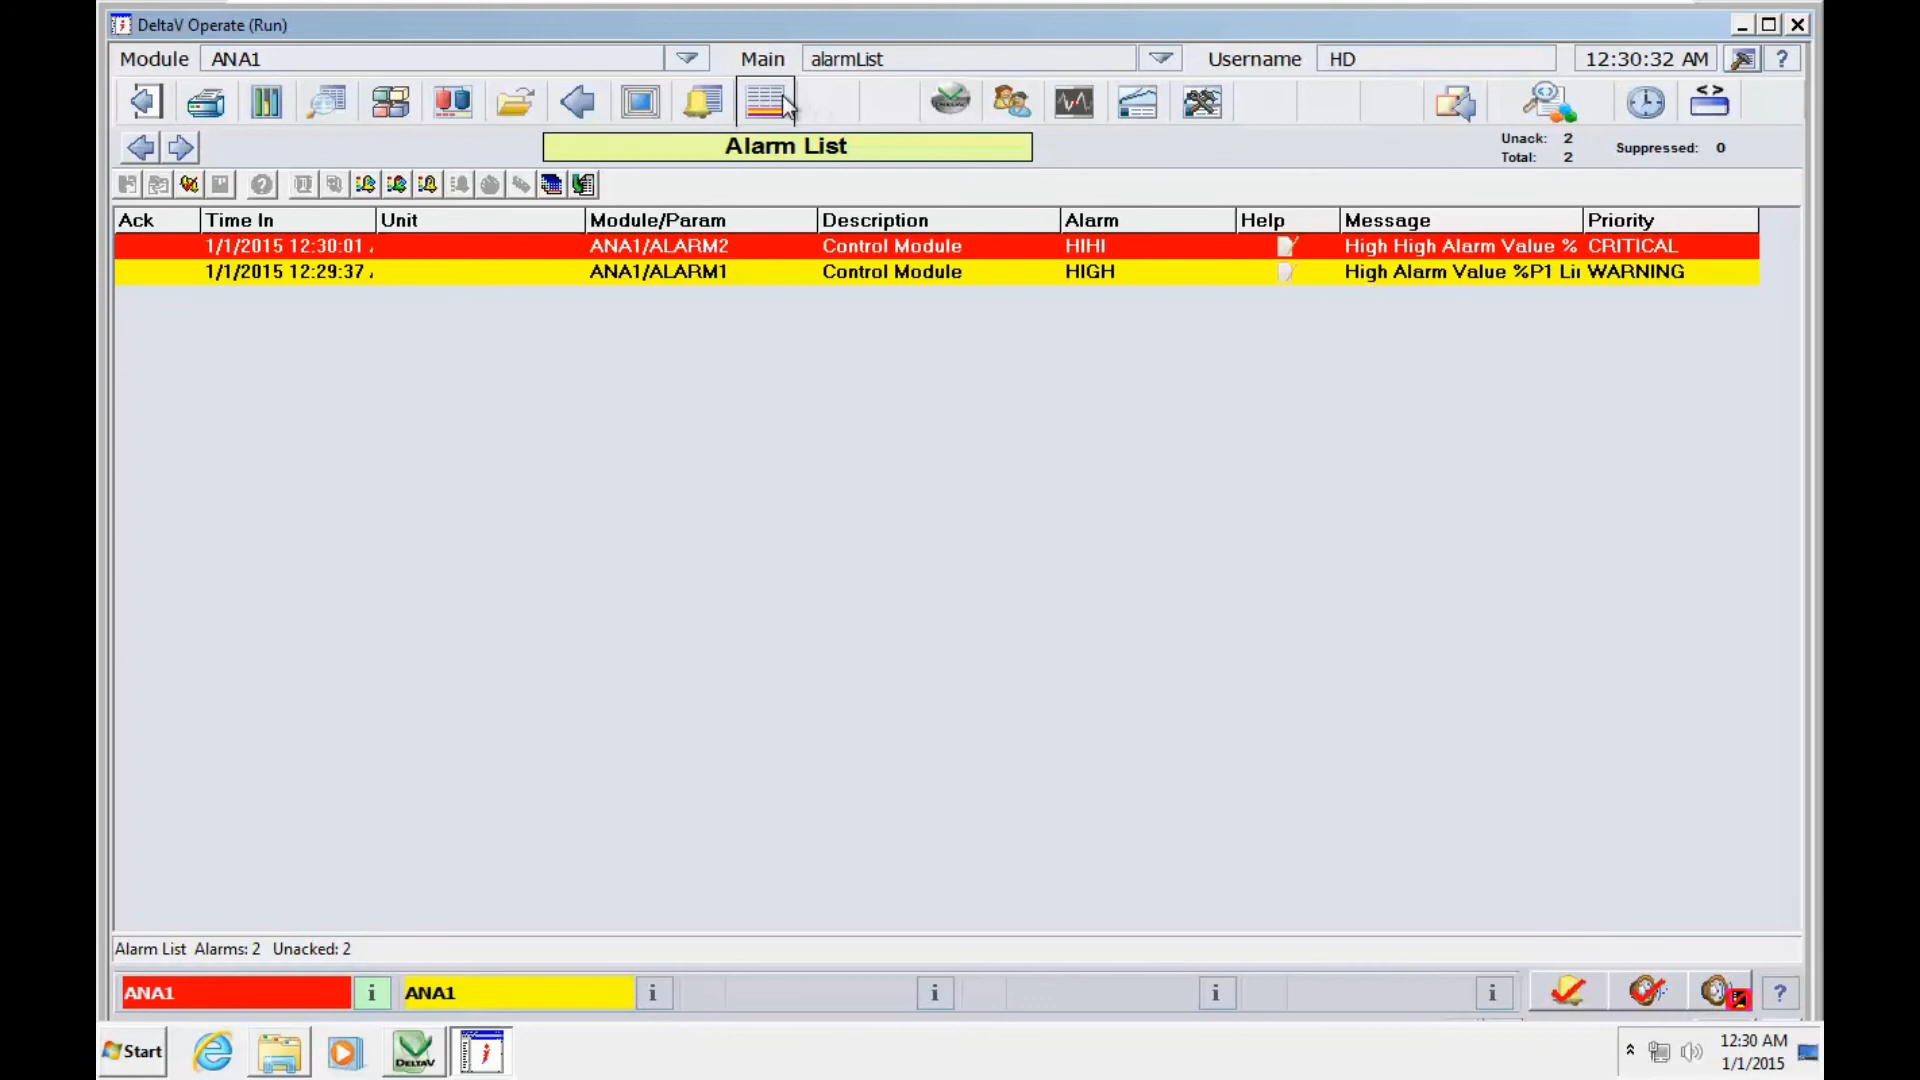 DeltaV Operate (Run)
Module ANA1 Main alarmList Username HD 12:30:32 AM ?
Alarm List
Unack: 2
Total: 2
Suppressed: 0
Ack Time In Unit Module/Param Description Alarm Help Message Priority
1/1/2015 12:30:01 ANA1/ALARM2 Control Module HIHI High High Alarm Value % CRITICAL
1/1/2015 12:29:37 ANA1/ALARM1 Control Module HIGH High Alarm Value %P1 WARNING
Alarm List Alarms: 2 Unacked: 2
ANA1 i ANA1 i i i i ?
Start DELTAV 12:30 AM
1/1/2015